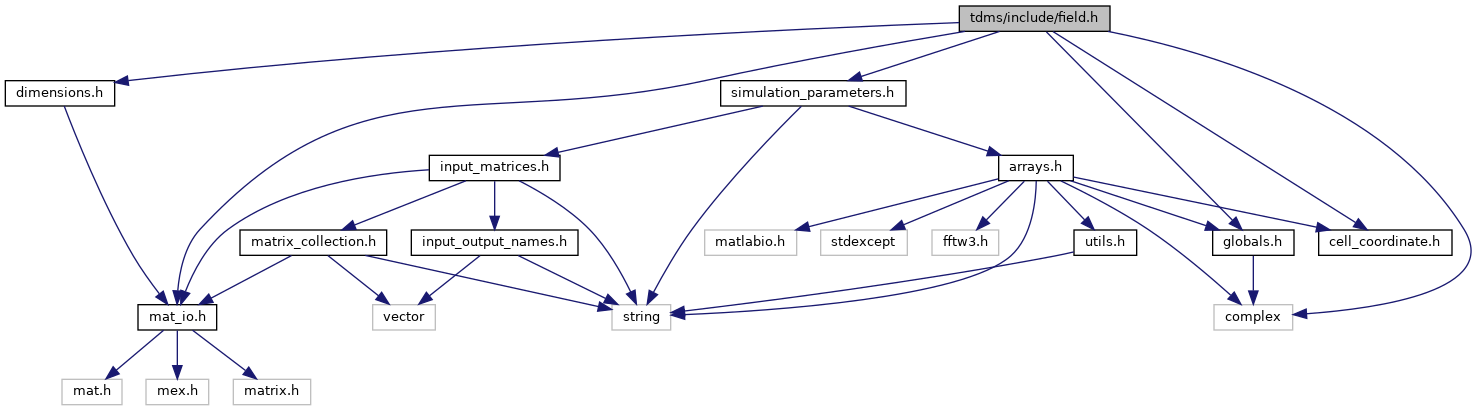 tdms/include/field.h
dimensions.h
simulation_parameters.h
input_matrices.h
arrays.h
matrix_collection.h
input_output_names.h
matlabio.h
stdexcept
fftw3.h
utils.h
globals.h
cell_coordinate.h
mat_io.h
vector
string
complex
mat.h
mex.h
matrix.h